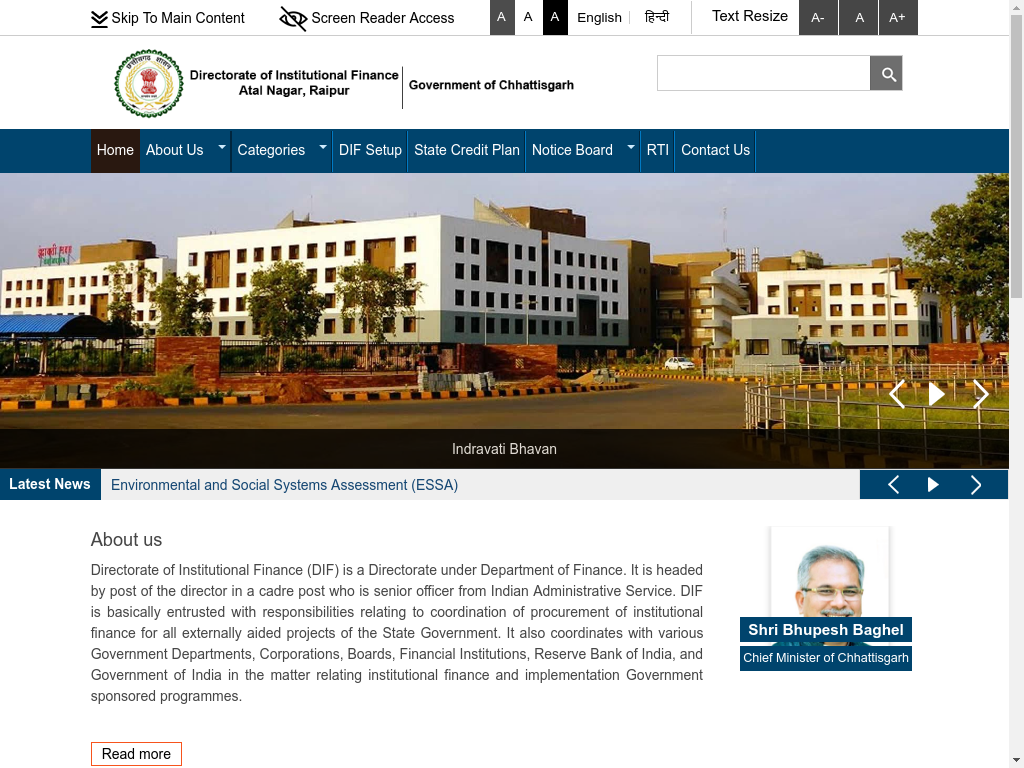 Skip To Main Content
Screen Reader Access
A
A
A
English
हिन्दी
Text Resize
A-
A
A+
Directorate of Institutional Finance
Atal Nagar, Raipur
Government of Chhattisgarh
Home
About Us
Categories
DIF Setup
State Credit Plan
Notice Board
RTI
Contact Us
Indravati Bhavan
Latest News
Environmental and Social Systems Assessment (ESSA)
About us
Directorate of Institutional Finance (DIF) is a Directorate under Department of Finance. It is headed
by post of the director in a cadre post who is senior officer from Indian Administrative Service. DIF
is basically entrusted with responsibilities relating to coordination of procurement of institutional
finance for all externally aided projects of the State Government. It also coordinates with various
Government Departments, Corporations, Boards, Financial Institutions, Reserve Bank of India, and
Government of India in the matter relating institutional finance and implementation Government
sponsored programmes.
Shri Bhupesh Baghel
Chief Minister of Chhattisgarh
Read more